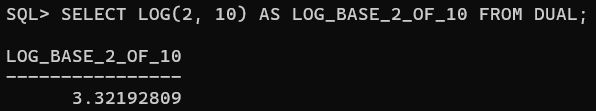 SQL> SELECT LOG(2, 10) AS LOG_BASE_2_OF_10 FROM DUAL;
LOG_BASE_2_OF_10
----------------
3.32192809